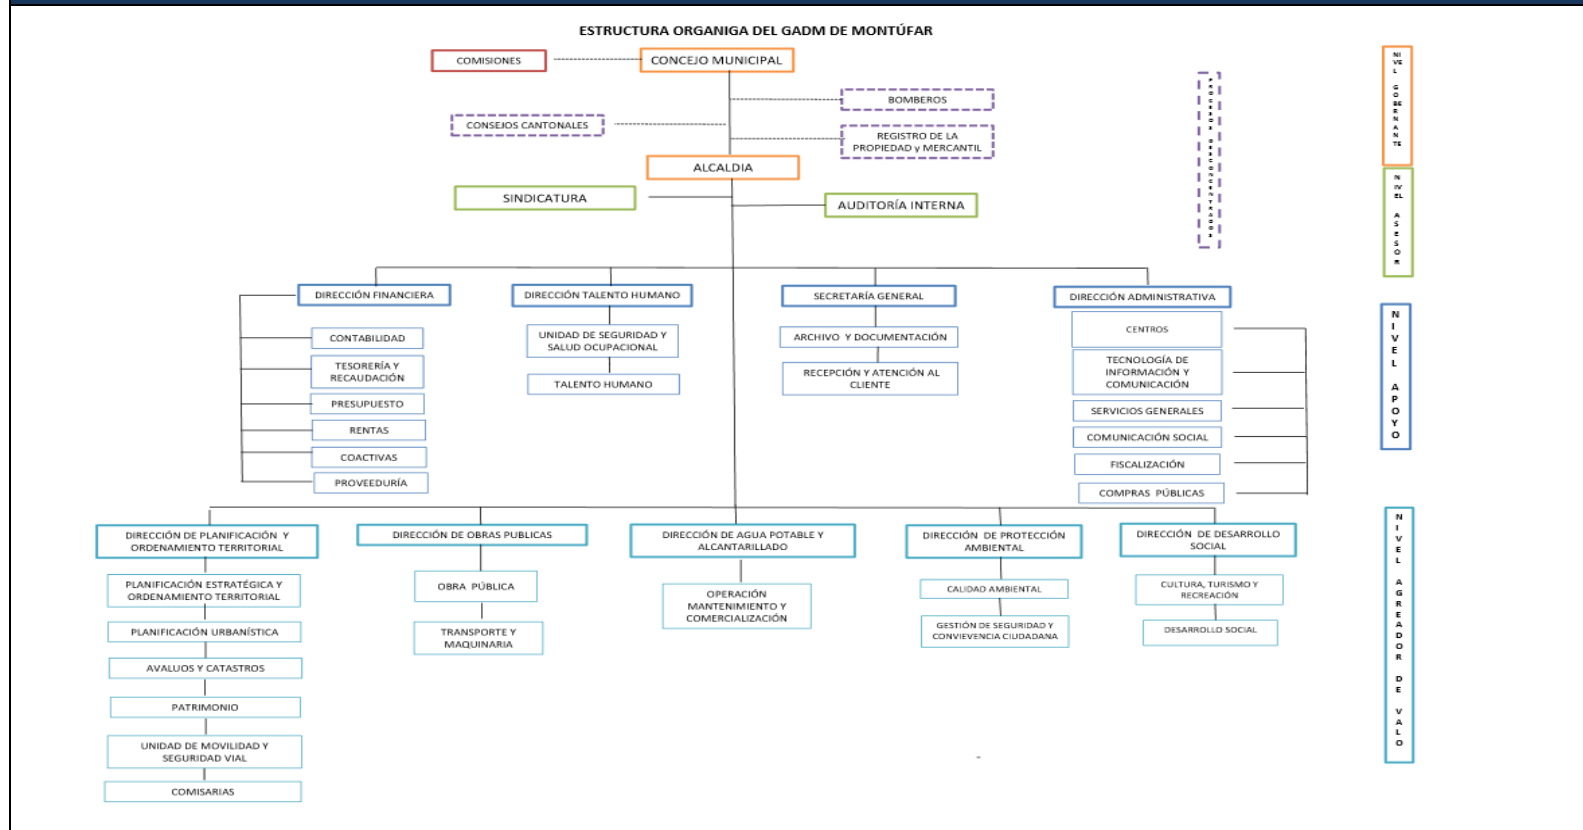 ESTRUCTURA ORGANIGA DEL GADM DE MONTÚFAR
COMISIONES
CONCEJO MUNICIPAL
BOMBEROS
CONSEJOS CANTONALES
REGISTRO DE LA
PROPIEDAD y MERCANTIL
ALCALDIA
SINDICATURA
AUDITORÍA INTERNA
PROCESOS DESCONCENTRADOS
NIVEL GOBERNANTE
NIVEL ASESOR
DIRECCIÓN FINANCIERA
CONTABILIDAD
TESORERÍA Y
RECAUDACIÓN
PRESUPUESTO
RENTAS
COACTIVAS
PROVEEDURÍA
DIRECCIÓN TALENTO HUMANO
UNIDAD DE SEGURIDAD Y
SALUD OCUPACIONAL
TALENTO HUMANO
SECRETARÍA GENERAL
ARCHIVO Y DOCUMENTACIÓN
RECEPCIÓN Y ATENCIÓN AL
CLIENTE
DIRECCIÓN ADMINISTRATIVA
CENTROS
TECNOLOGÍA DE
INFORMACIÓN Y
COMUNICACIÓN
SERVICIOS GENERALES
COMUNICACIÓN SOCIAL
FISCALIZACIÓN
COMPRAS PÚBLICAS
NIVEL APOYO
DIRECCIÓN DE PLANIFICACIÓN Y
ORDENAMIENTO TERRITORIAL
PLANIFICACIÓN ESTRATÉGICA Y
ORDENAMIENTO TERRITORIAL
PLANIFICACIÓN URBANÍSTICA
AVALUOS Y CATASTROS
PATRIMONIO
UNIDAD DE MOVILIDAD Y
SEGURIDAD VIAL
COMISARIAS
DIRECCIÓN DE OBRAS PUBLICAS
OBRA PÚBLICA
TRANSPORTE Y
MAQUINARIA
DIRECCIÓN DE AGUA POTABLE Y
ALCANTARILLADO
OPERACIÓN
MANTENIMIENTO Y
COMERCIALIZACIÓN
DIRECCIÓN DE PROTECCIÓN
AMBIENTAL
CALIDAD AMBIENTAL
GESTIÓN DE SEGURIDAD Y
CONVIEVENCIA CIUDADANA
DIRECCIÓN DE DESARROLLO
SOCIAL
CULTURA, TURISMO Y
RECREACIÓN
DESARROLLO SOCIAL
NIVEL AGREADOR DE VALO